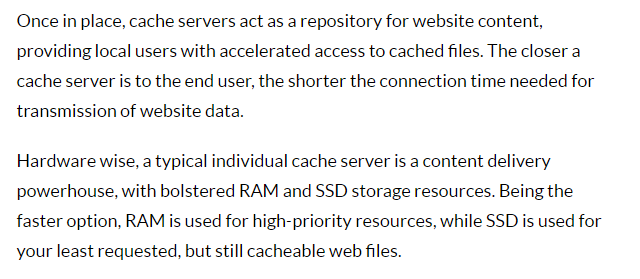 Once in place, cache servers act as a repository for website content,
providing local users with accelerated access to cached files. The closer a
cache server is to the end user, the shorter the connection time needed for
transmission of website data.
Hardware wise, a typical individual cache server is a content delivery
powerhouse, with bolstered RAM and SSD storage resources. Being the
faster option, RAM is used for high-priority resources, while SSD is used for
your least requested, but still cacheable web files.